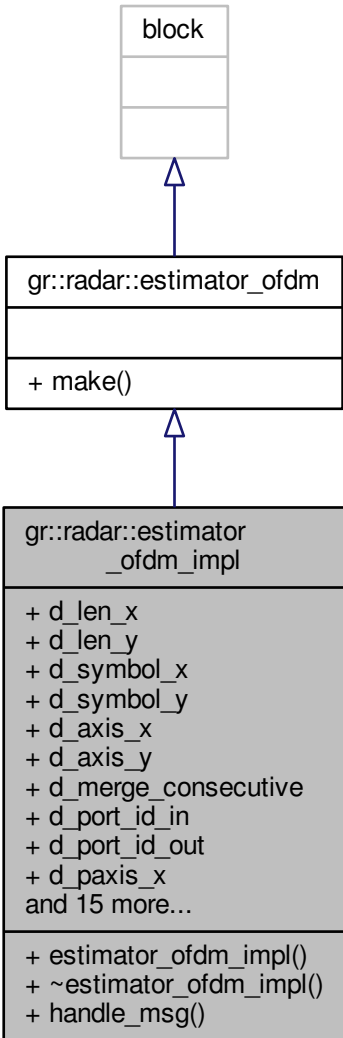 block
gr::radar::estimator_ofdm
+ make()
gr::radar::estimator
_ofdm_impl
+ d_len_x
+ d_len_y
+ d_symbol_x
+ d_symbol_y
+ d_axis_x
+ d_axis_y
+ d_merge_consecutive
+ d_port_id_in
+ d_port_id_out
+ d_paxis_x
and 15 more...
+ estimator_ofdm_impl()
+ ~estimator_ofdm_impl()
+ handle_msg()